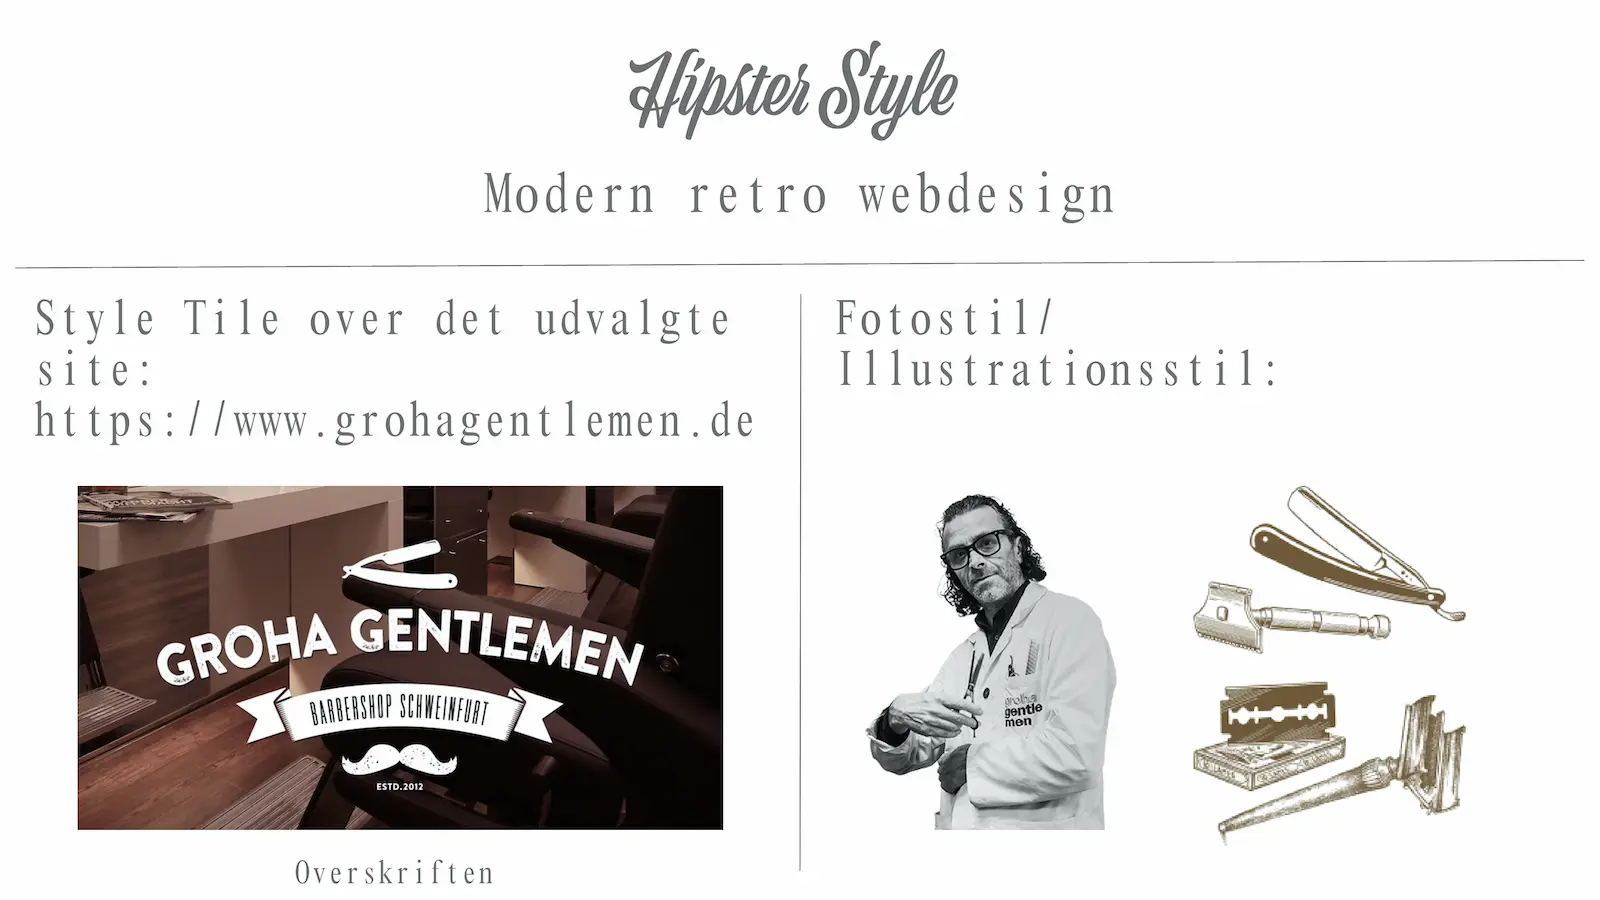 Hipster Style
Modern retro webdesign
Style Tile over det udvalgte
site:
https://www.grohagentlemen.de
GROHA GENTLEMEN
BARBERSHOP SCHWEINFURT
ESTD.2012
Overskriften
Fotostil/
Illustrationsstil:
groha
gentle
men